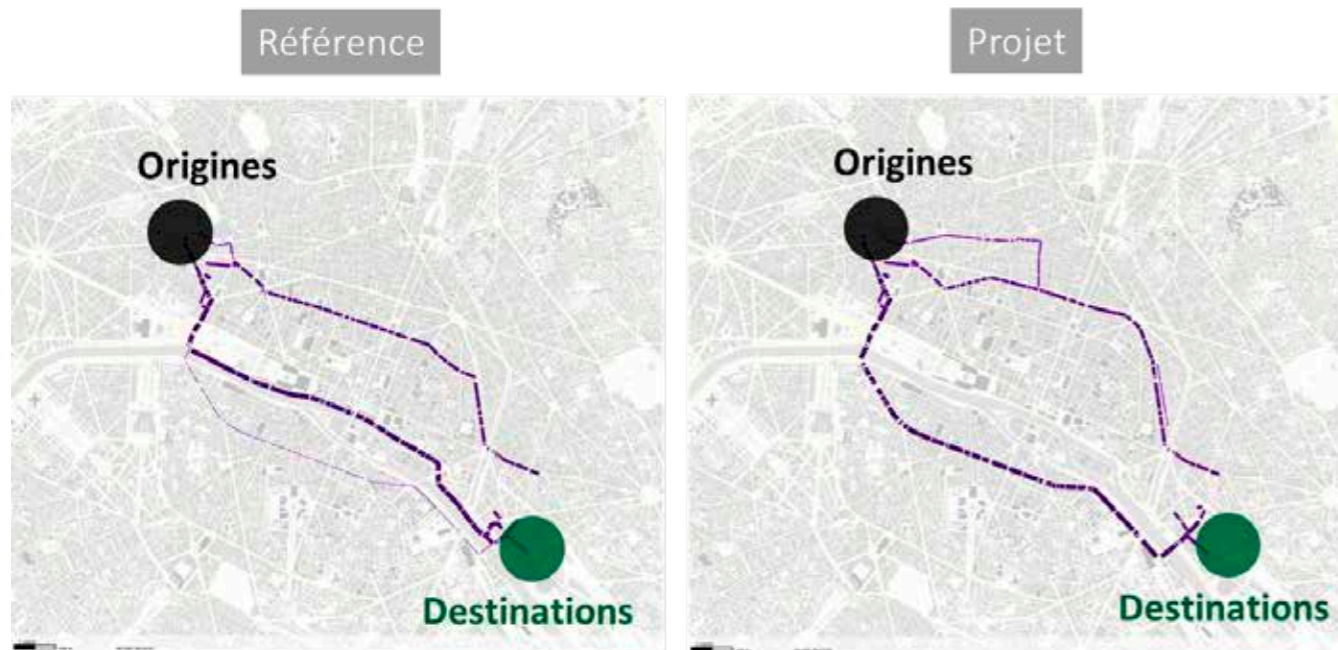 Référence
Projet
Origines
Origines
Destinations
Destinations